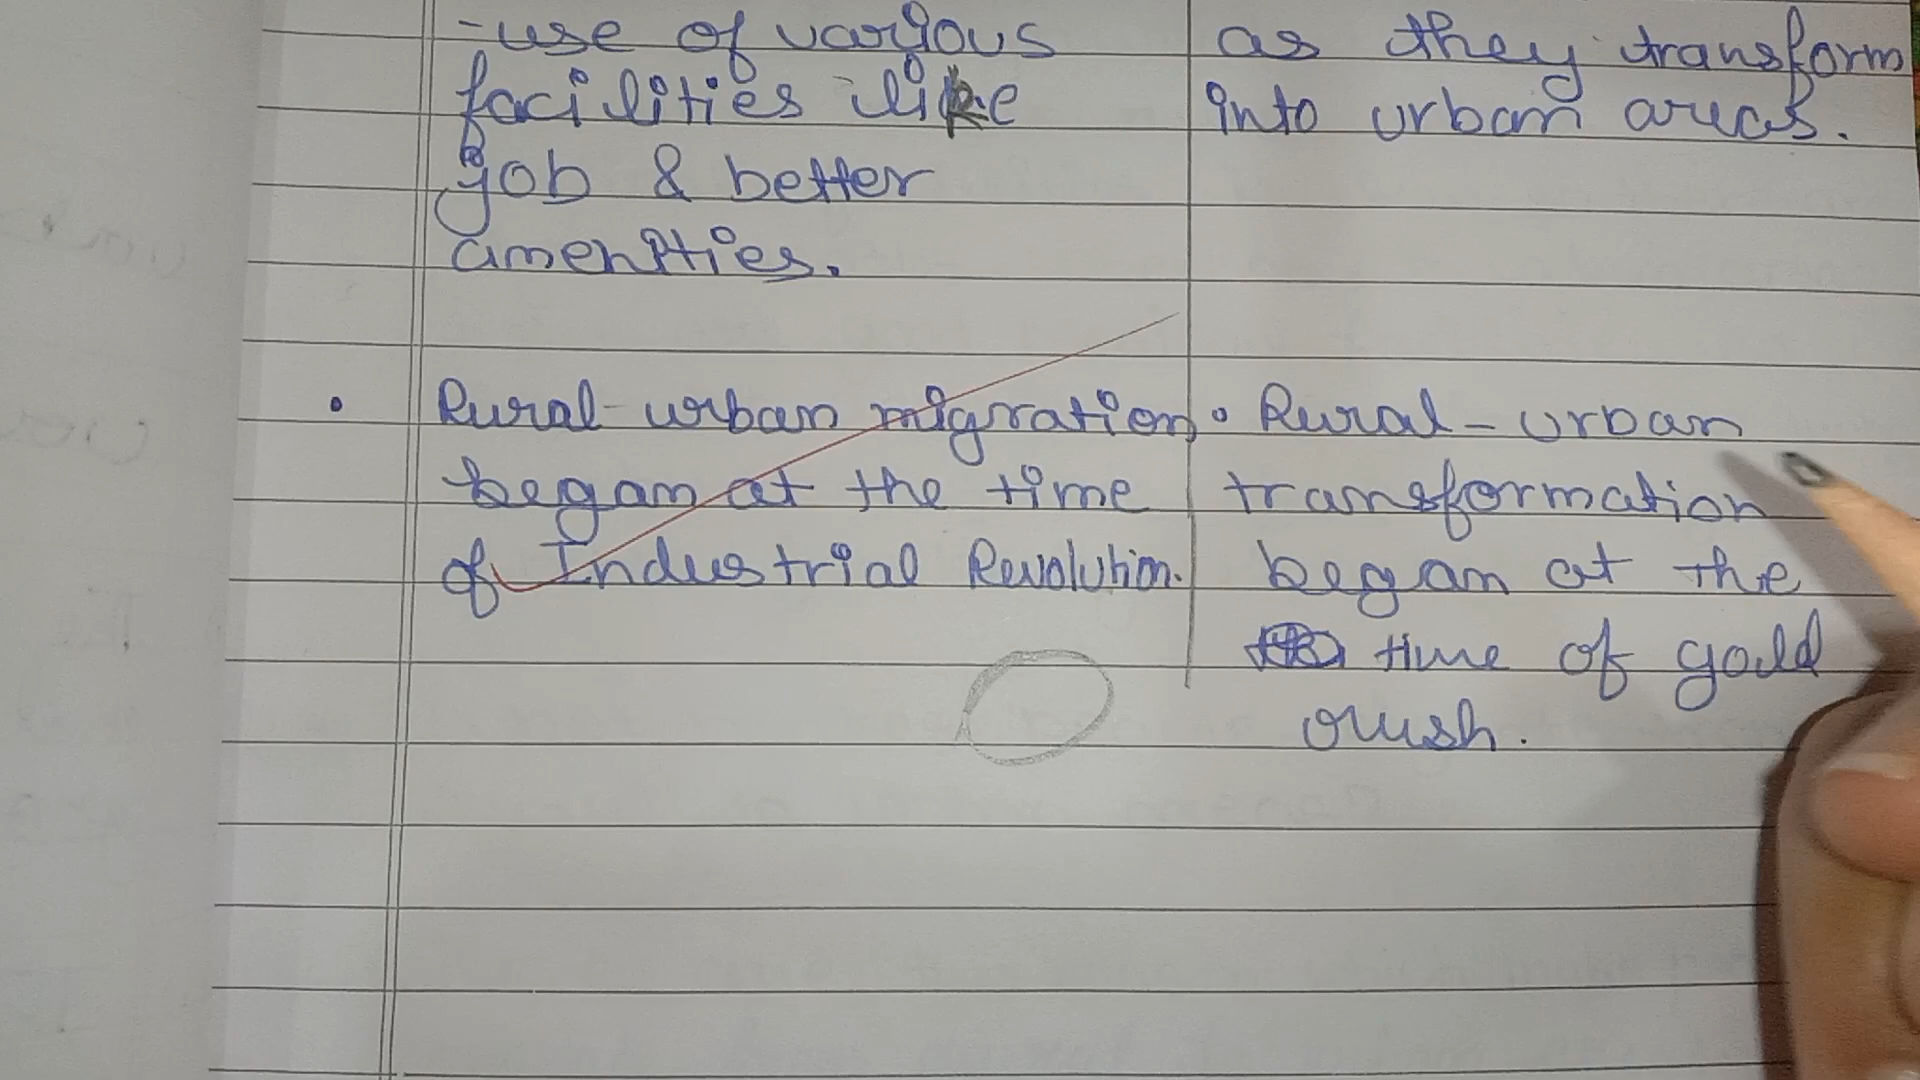 -use of various
facilities like
job & better
amenities.
as they transform
into urban areas.
• Rural-urban migration
began at the time
of Industrial Revolution.
• Rural-urban
transformation
began at the
time of gold
rush.